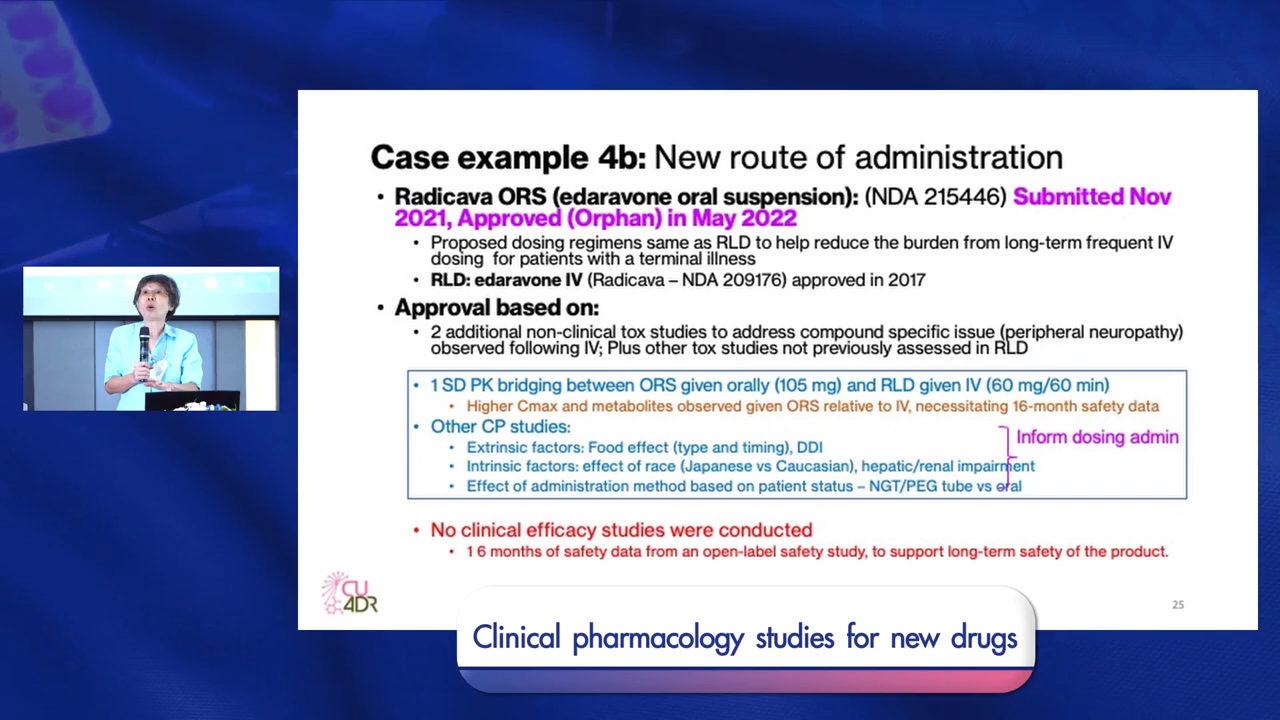 Case example 4b: New route of administration
• Radicava ORS (edaravone oral suspension): (NDA 215446) Submitted Nov
2021, Approved (Orphan) in May 2022
• Proposed dosing regimens same as RLD to help reduce the burden from long-term frequent IV
dosing for patients with a terminal illness
• RLD: edaravone IV (Radicava – NDA 209176) approved in 2017
• Approval based on:
• 2 additional non-clinical tox studies to address compound specific issue (peripheral neuropathy)
observed following IV; Plus other tox studies not previously assessed in RLD
• 1 SD PK bridging between ORS given orally (105 mg) and RLD given IV (60 mg/60 min)
• Higher Cmax and metabolites observed given ORS relative to IV, necessitating 16-month safety data
• Other CP studies:
• Extrinsic factors: Food effect (type and timing), DDI
Inform dosing admin
• Intrinsic factors: effect of race (Japanese vs Caucasian), hepatic/renal impairment
• Effect of administration method based on patient status – NGT/PEG tube vs oral
• No clinical efficacy studies were conducted
• 1 6 months of safety data from an open-label safety study, to support long-term safety of the product.
CU
4DR
25
Clinical pharmacology studies for new drugs